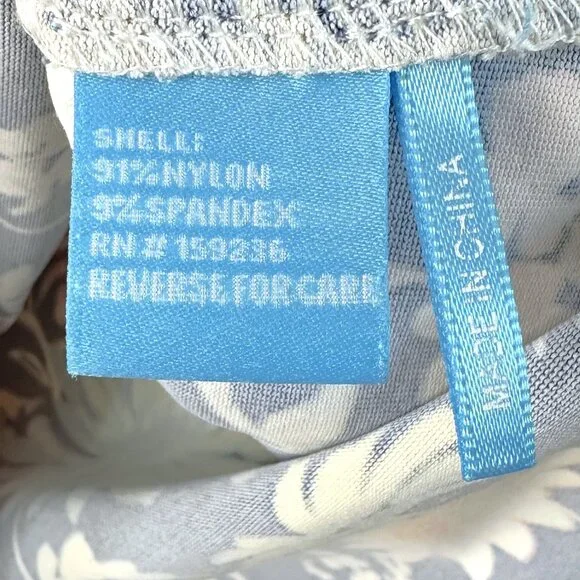 SHELL:
91%NYLON
9%SPANDEX
RN# 159236
REVERSE FOR CARE
MADE IN CHINA